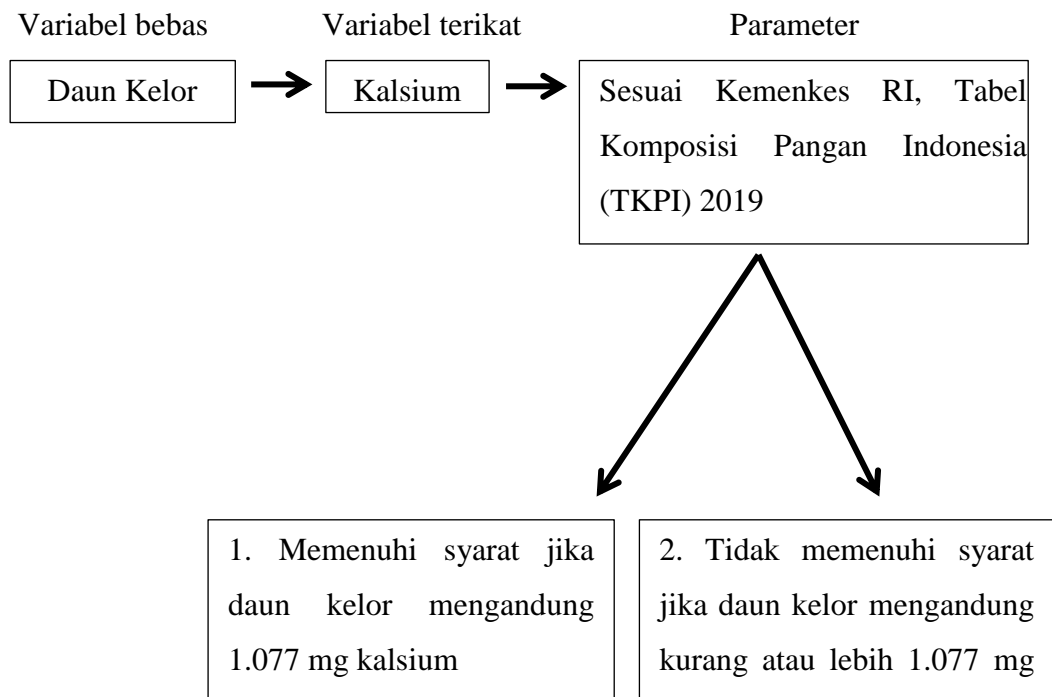 Variabel bebas
Variabel terikat
Parameter
Daun Kelor
Kalsium
Sesuai Kemenkes RI, Tabel
Komposisi Pangan Indonesia
(TKPI) 2019
1. Memenuhi syarat jika
daun kelor mengandung
1.077 mg kalsium
2. Tidak memenuhi syarat
jika daun kelor mengandung
kurang atau lebih 1.077 mg